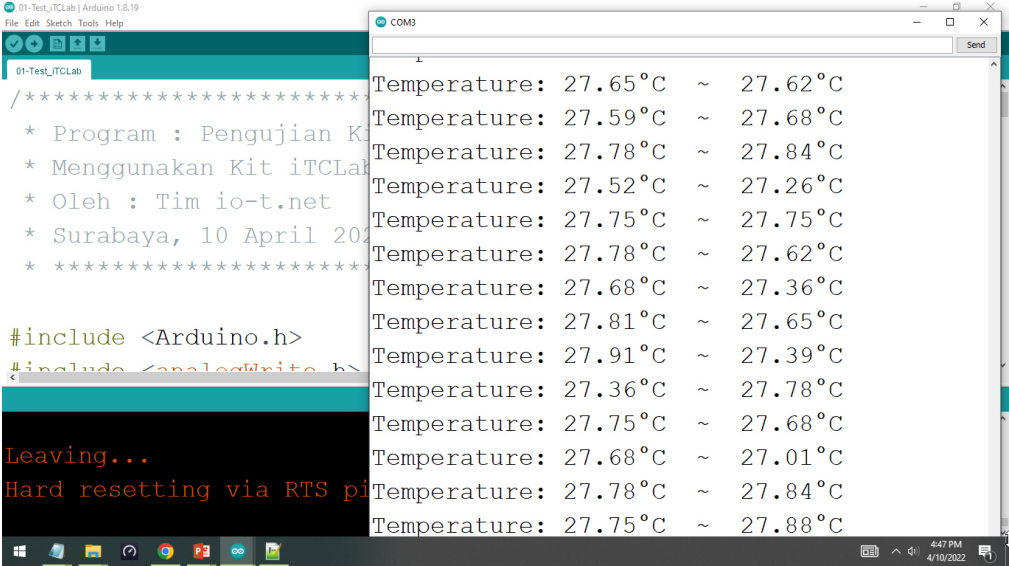 01-Test_iTCLab | Arduino 1.8.19
File Edit Sketch Tools Help
01-Test_iTCLab
/*************************
* Program : Pengujian Ki
* Menggunakan Kit iTCLab
* Oleh : Tim io-t.net
* Surabaya, 10 April 202
* **********************
#include <Arduino.h>
#include <analogWrite.h>
Leaving...
Hard resetting via RTS pi
COM3
Send
Temperature: 27.65°C ~ 27.62°C
Temperature: 27.59°C ~ 27.68°C
Temperature: 27.78°C ~ 27.84°C
Temperature: 27.52°C ~ 27.26°C
Temperature: 27.75°C ~ 27.75°C
Temperature: 27.78°C ~ 27.62°C
Temperature: 27.68°C ~ 27.36°C
Temperature: 27.81°C ~ 27.65°C
Temperature: 27.91°C ~ 27.39°C
Temperature: 27.36°C ~ 27.78°C
Temperature: 27.75°C ~ 27.68°C
Temperature: 27.68°C ~ 27.01°C
Temperature: 27.78°C ~ 27.84°C
Temperature: 27.75°C ~ 27.88°C
4:47 PM
4/10/2022